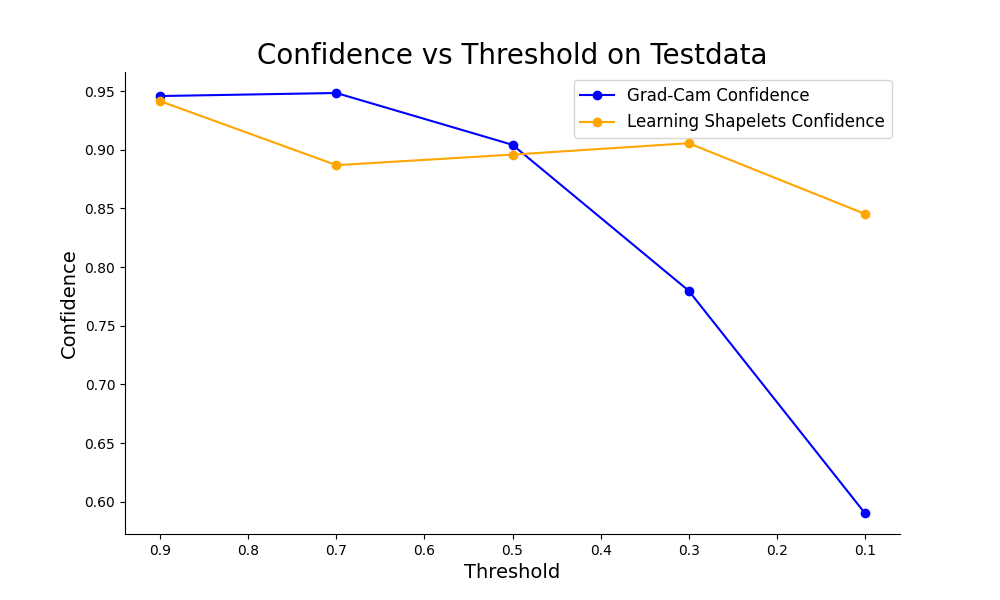 Confidence vs Threshold on Testdata
Grad-Cam Confidence
Learning Shapelets Confidence
0.95
0.90
0.85
0.80
0.75
0.70
0.65
0.60
Confidence
0.9 0.8 0.7 0.6 0.5 0.4 0.3 0.2 0.1
Threshold